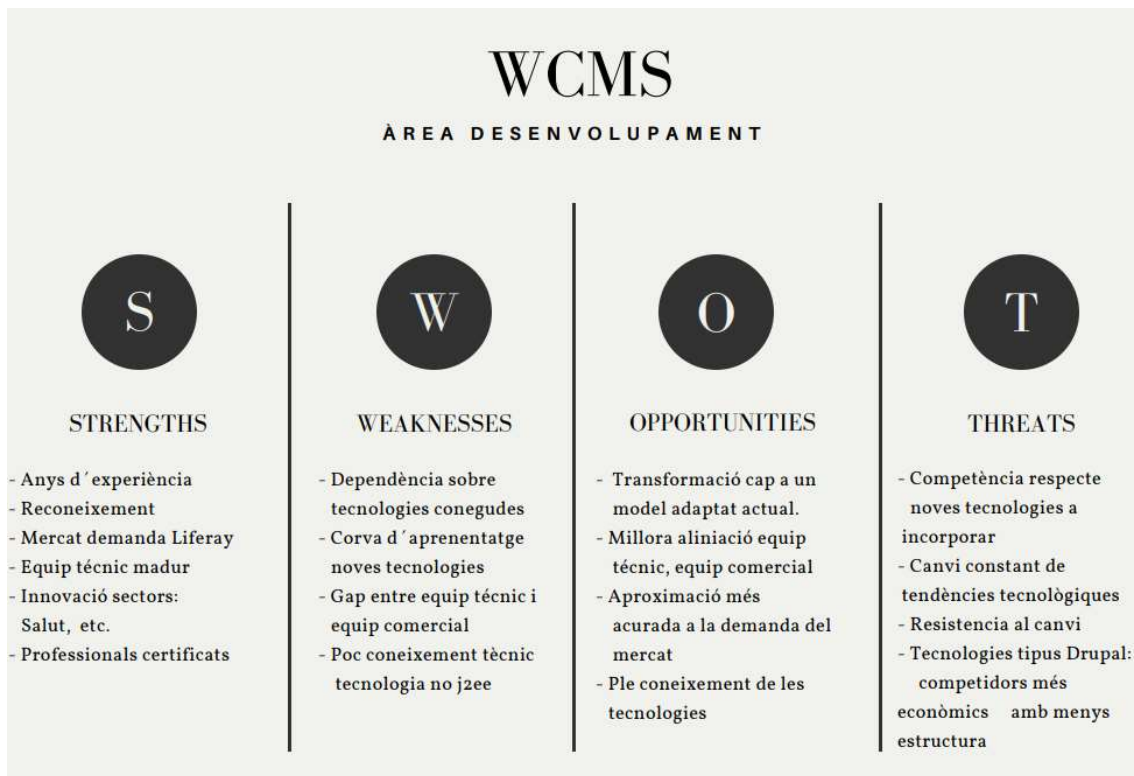 WCMS
ÀREA DESENVOLUPAMENT
S
STRENGTHS
- Anys d´experiència
- Reconeixement
- Mercat demanda Liferay
- Equip técnic madur
- Innovació sectors:
Salut, etc.
- Professionals certificats
W
WEAKNESSES
- Dependència sobre
tecnologies conegudes
- Corva d´aprenentatge
noves tecnologies
- Gap entre equip técnic i
equip comercial
- Poc coneixement tècnic
tecnologia no j2ee
O
OPPORTUNITIES
- Transformació cap a un
model adaptat actual.
- Millora aliniació equip
técnic, equip comercial
- Aproximació més
acurada a la demanda del
mercat
- Ple coneixement de les
tecnologies
T
THREATS
- Competència respecte
noves tecnologies a
incorporar
- Canvi constant de
tendències tecnològiques
- Resistencia al canvi
- Tecnologies tipus Drupal:
competidors més
econòmics amb menys
estructura